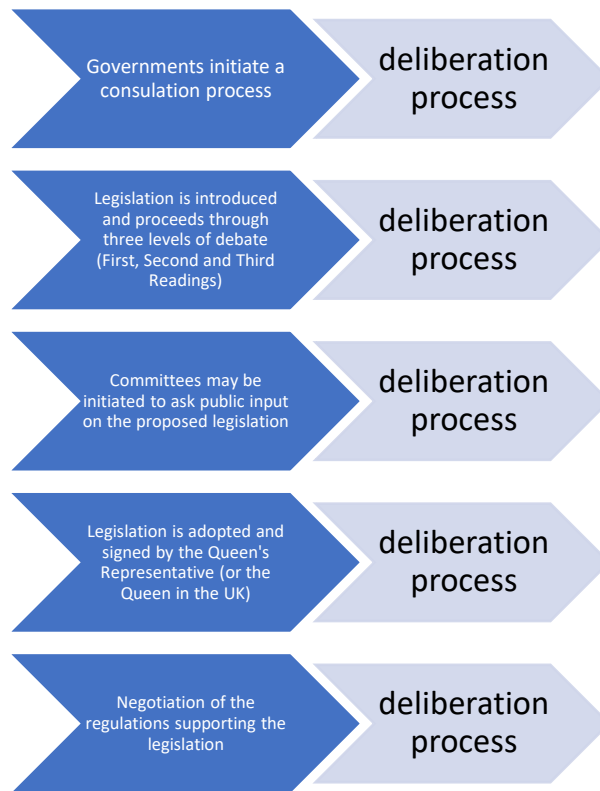 Governments initiate a
consulation process
deliberation
process
Legislation is introduced
and proceeds through
three levels of debate
(First, Second and Third
Readings)
deliberation
process
Committees may be
initiated to ask public input
on the proposed legislation
deliberation
process
Legislation is adopted and
signed by the Queen's
Representative (or the
Queen in the UK)
deliberation
process
Negotiation of the
regulations supporting the
legislation
deliberation
process